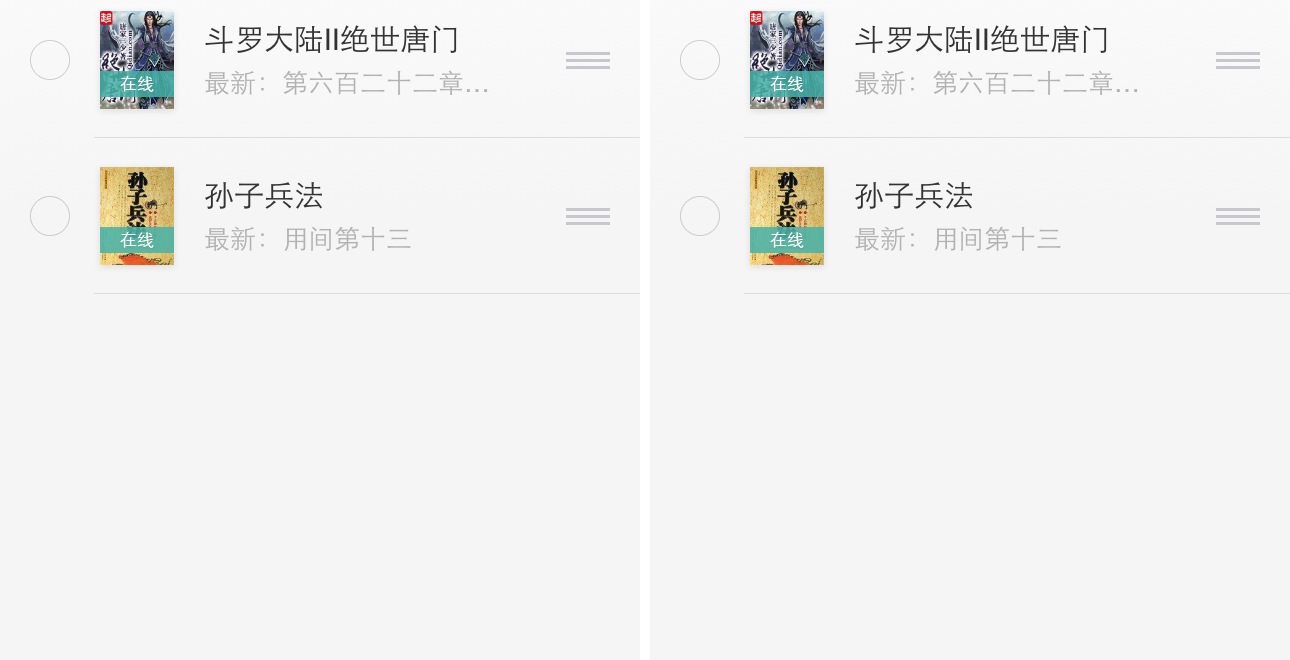 斗罗大陆II绝世唐门
最新：第六百二十二章...
在线
孙子兵法
最新：用间第十三
孙子兵法
在线
斗罗大陆II绝世唐门
最新：第六百二十二章...
在线
孙子兵法
最新：用间第十三
孙子兵法
在线